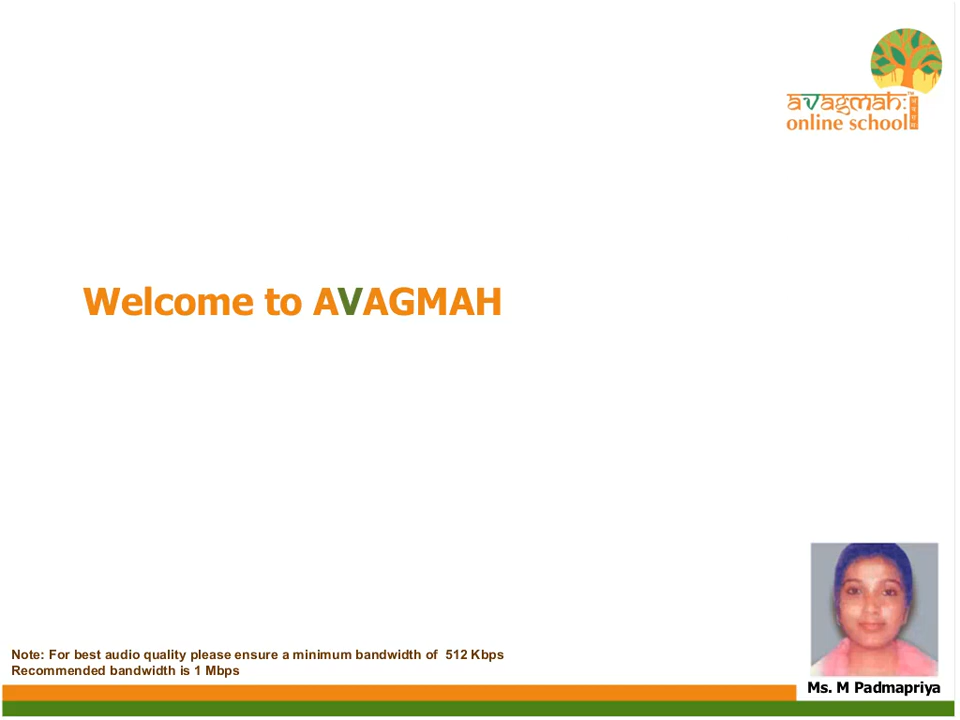 avagmah:™
online school
Welcome to AVAGMAH
Note: For best audio quality please ensure a minimum bandwidth of 512 Kbps
Recommended bandwidth is 1 Mbps
Ms. M Padmapriya